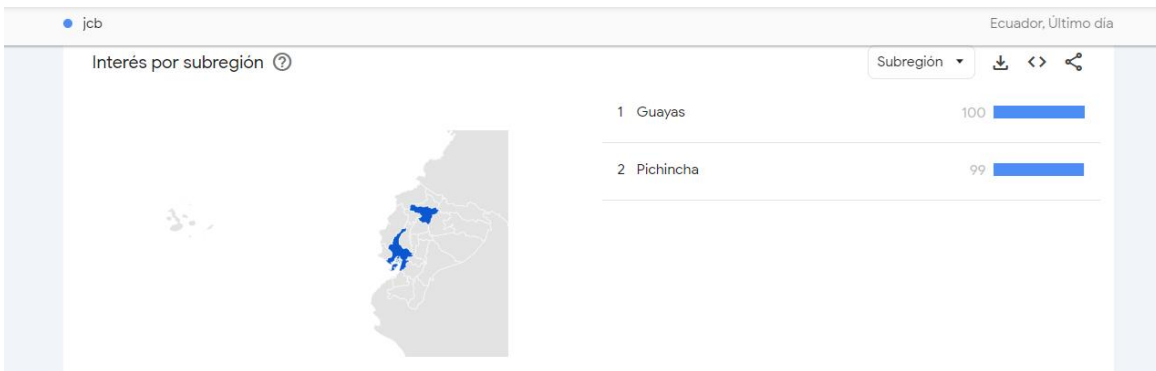 jcb
Ecuador, Último día
Interés por subregión
Subregión
1 Guayas 100
2 Pichincha 99